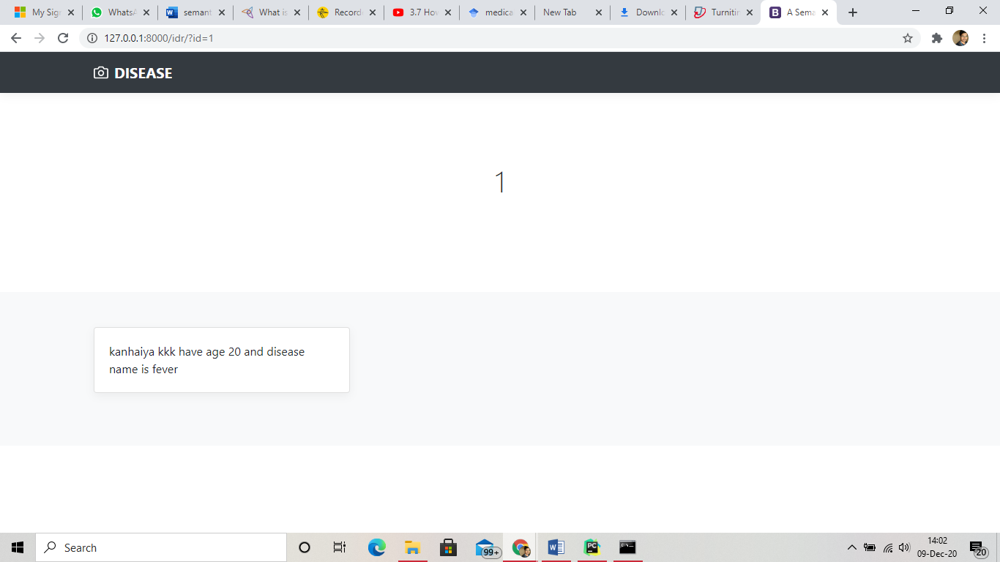 My Sig
WhatsA
semant
What is
Record
3.7 How
medica
New Tab
Downlo
Turnitin
A Sema
127.0.0.1:8000/idr/?id=1
DISEASE
1
kanhaiya kkk have age 20 and disease
name is fever
Search
99+
14:02
09-Dec-20
20